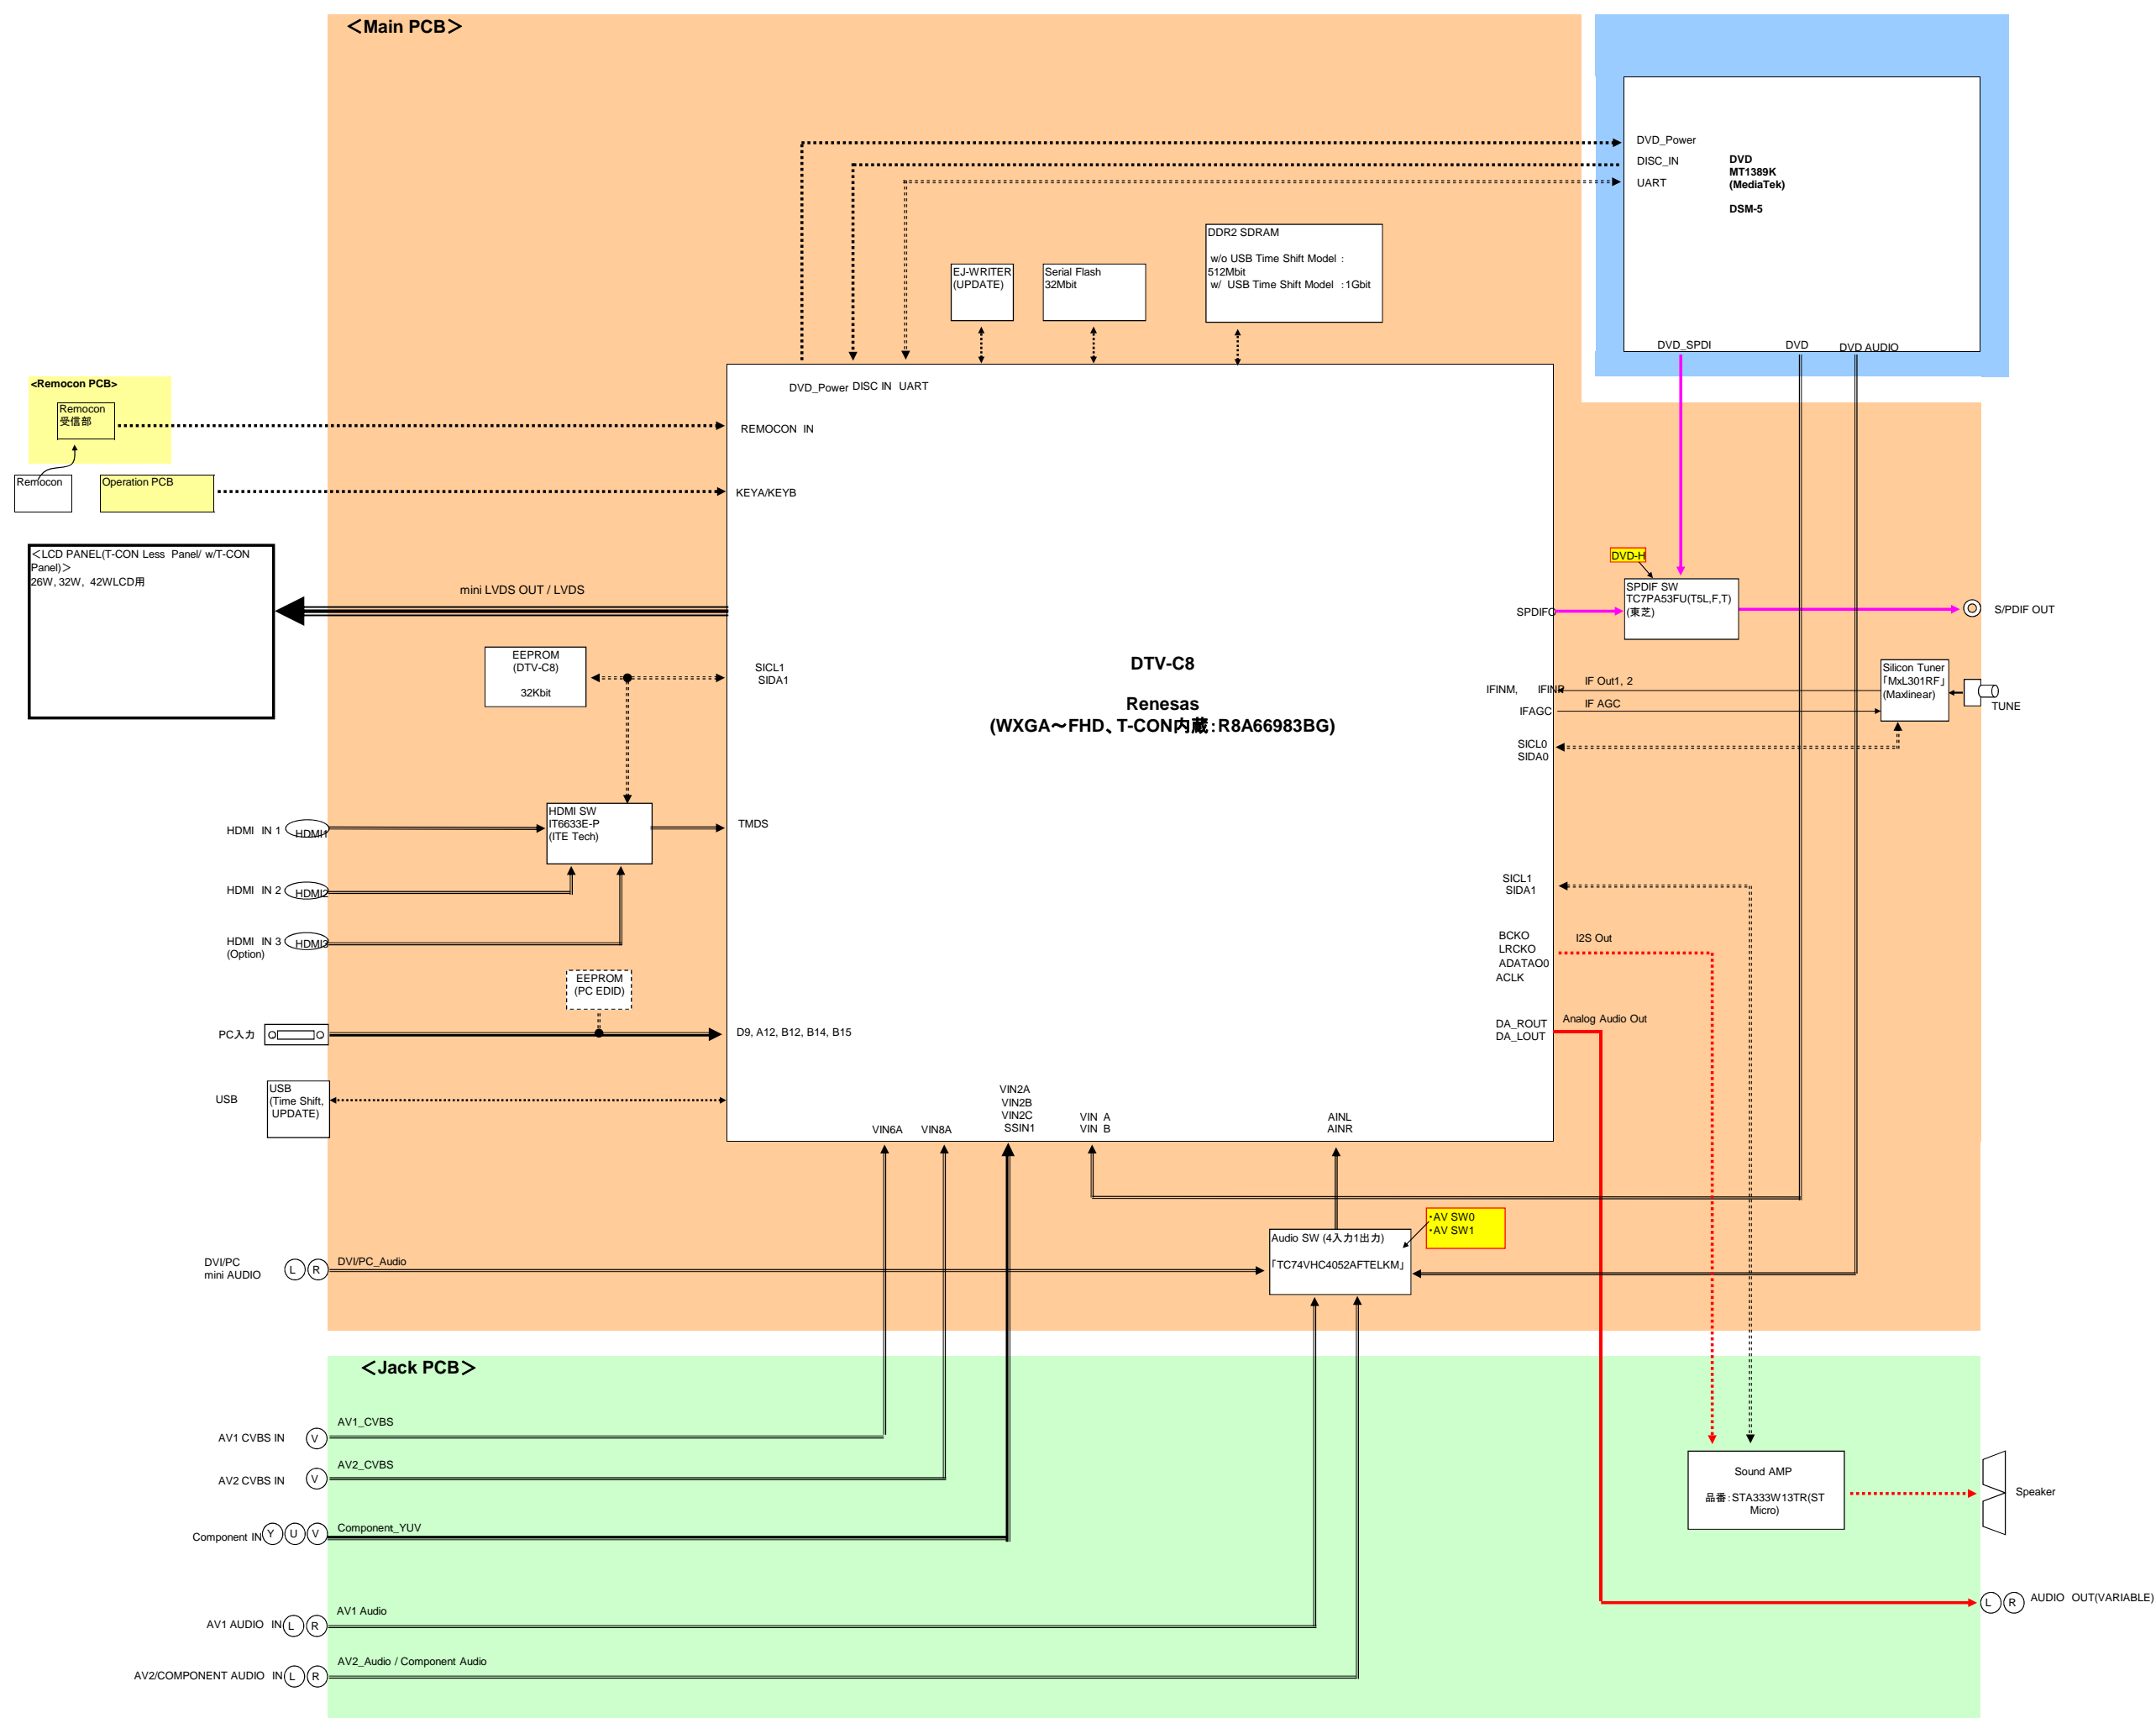 ＜Main PCB＞
DVD_Power
DISC_IN
UART
DVD
MT1389K
(MediaTek)
DSM-5
DVD_SPDI
DVD
DVD AUDIO
DDR2 SDRAM
w/o USB Time Shift Model :
512Mbit
w/ USB Time Shift Model :1Gbit
EJ-WRITER
(UPDATE)
Serial Flash
32Mbit
<Remocon PCB>
Remocon
受信部
Remocon
Operation PCB
DVD_Power DISC IN UART
REMOCON IN
KEYA/KEYB
＜LCD PANEL(T-CON Less Panel/ w/T-CON
Panel)＞
26W, 32W, 42WLCD用
mini LVDS OUT / LVDS
DVD-H
SPDIF SW
TC7PA53FU(T5L,F,T)
(東芝)
SPDIFO
S/PDIF OUT
EEPROM
(DTV-C8)
32Kbit
SICL1
SIDA1
DTV-C8
Renesas
(WXGA～FHD、T-CON内蔵：R8A66983BG)
IFINM, IFINP
IF Out1, 2
IFAGC
IF AGC
SICL0
SIDA0
Silicon Tuner
「MxL301RF」
(Maxlinear)
TUNE
HDMI SW
IT6633E-P
(ITE Tech)
TMDS
HDMI IN 1
HDMI1
HDMI IN 2
HDMI2
HDMI IN 3
(Option)
HDMI3
SICL1
SIDA1
BCKO
LRCKO
ADATAO0
ACLK
I2S Out
EEPROM
(PC EDID)
PC入力
D9, A12, B12, B14, B15
DA_ROUT
DA_LOUT
Analog Audio Out
USB
USB
(Time Shift,
UPDATE)
VIN6A
VIN8A
VIN2A
VIN2B
VIN2C
SSIN1
VIN A
VIN B
AINL
AINR
・AV SW0
・AV SW1
Audio SW (4入力1出力)
「TC74VHC4052AFTELKM」
DVI/PC
mini AUDIO
L R
DVI/PC_Audio
＜Jack PCB＞
AV1 CVBS IN
V
AV1_CVBS
AV2 CVBS IN
V
AV2_CVBS
Component IN
Y U V
Component_YUV
Sound AMP
品番：STA333W13TR(ST
Micro)
Speaker
AV1 AUDIO IN
L R
AV1 Audio
L R
AUDIO OUT(VARIABLE)
AV2/COMPONENT AUDIO IN
L R
AV2_Audio / Component Audio